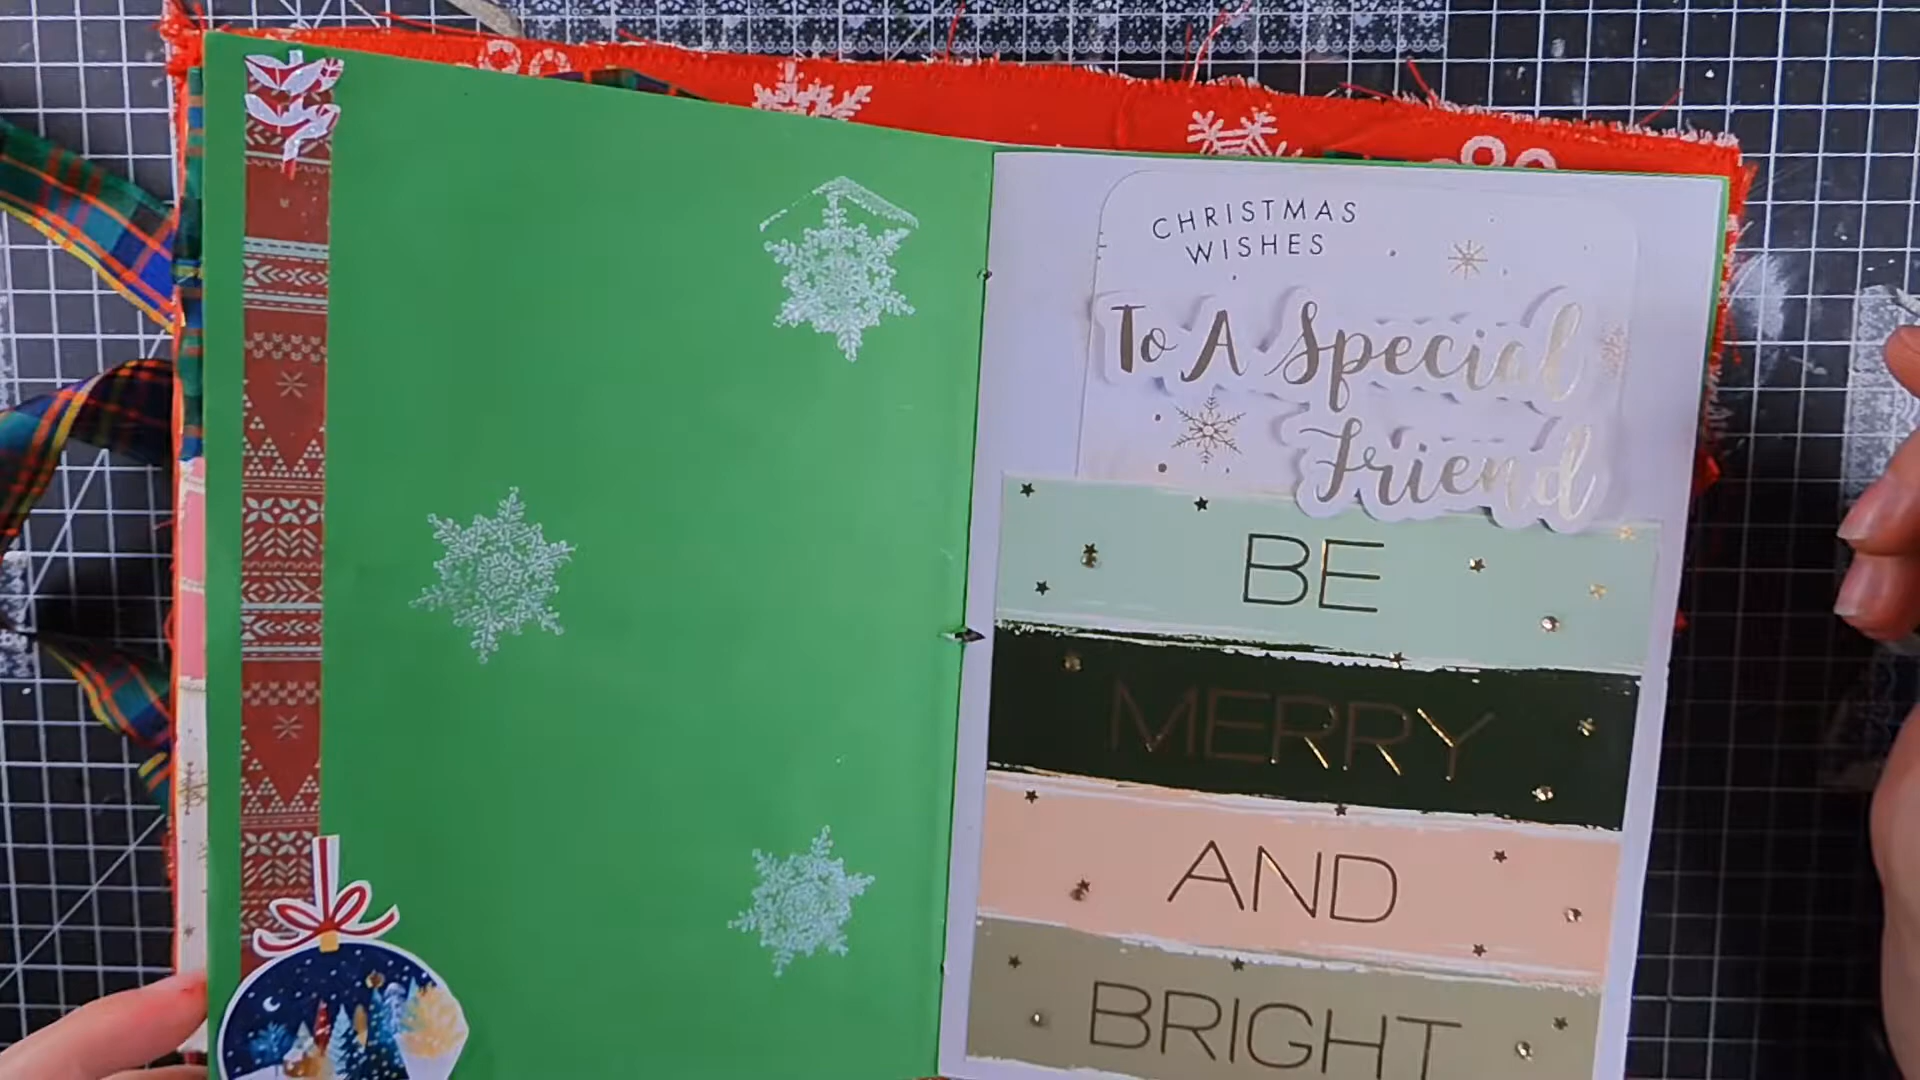 CHRISTMAS
WISHES
To A Special
Friend
BE
MERRY
AND
BRIGHT